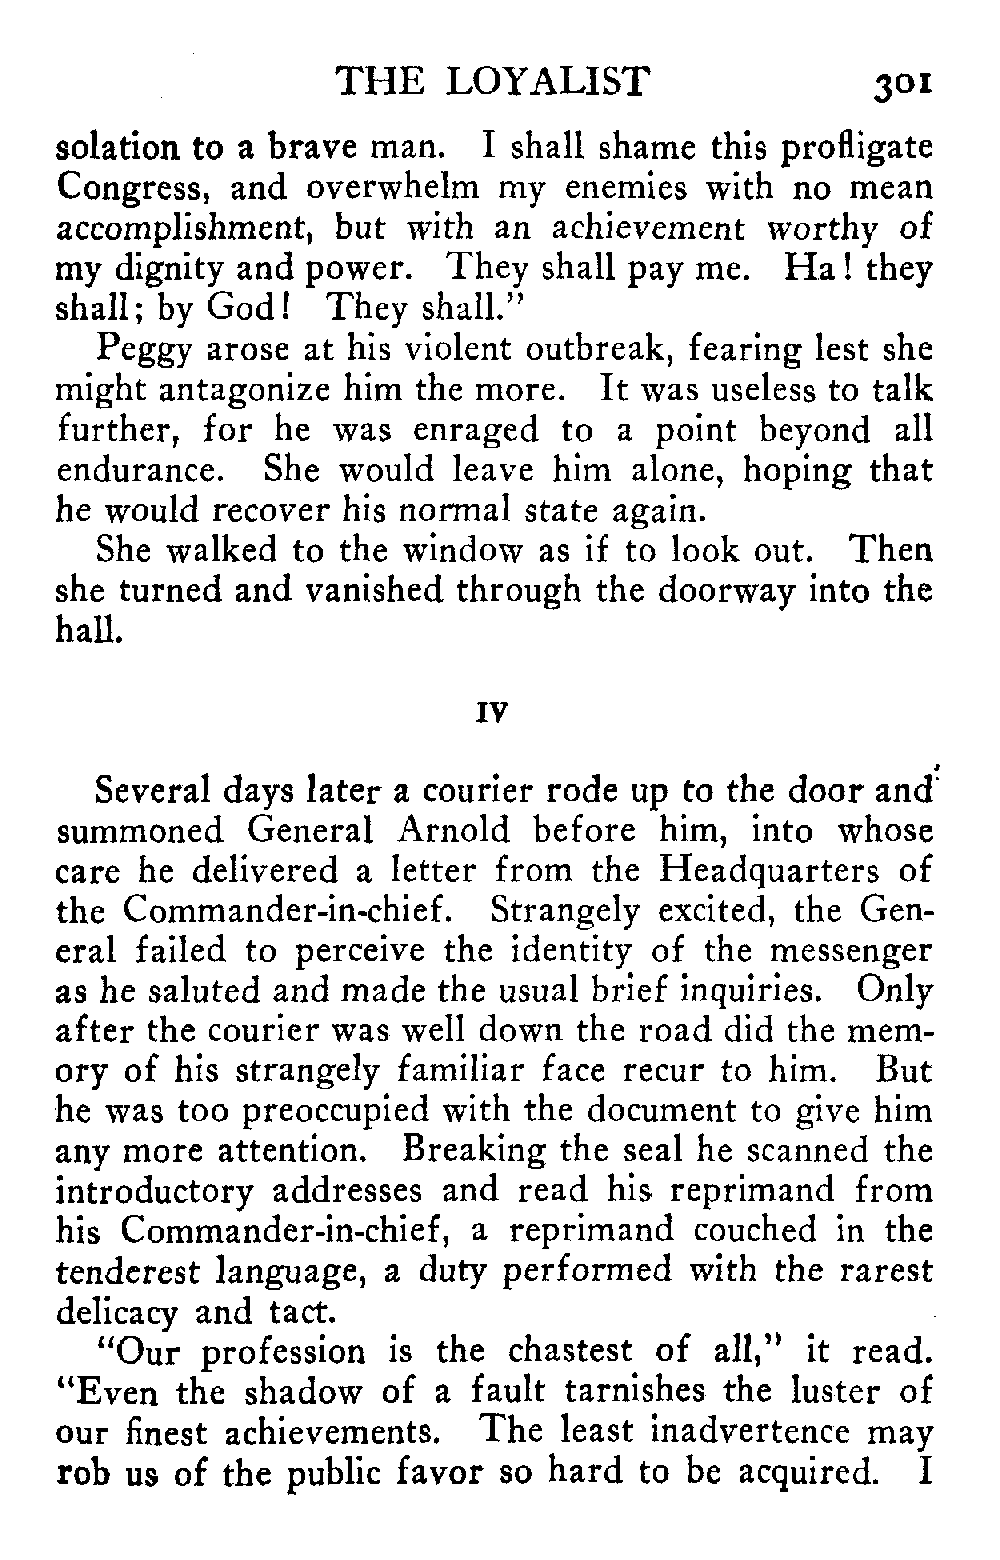 THE LOYALIST 301
solation to a brave man. I shall shame this profligate
Congress, and overwhelm my enemies with no mean
accomplishment, but with an achievement worthy of
my dignity and power. They shall pay me. Ha! they
shall; by God! They shall."
Peggy arose at his violent outbreak, fearing lest she
might antagonize him the more. It was useless to talk
further, for he was enraged to a point beyond all
endurance. She would leave him alone, hoping that
he would recover his normal state again.
She walked to the window as if to look out. Then
she turned and vanished through the doorway into the
hall.
IV
Several days later a courier rode up to the door and
summoned General Arnold before him, into whose
care he delivered a letter from the Headquarters of
the Commander-in-chief. Strangely excited, the Gen-
eral failed to perceive the identity of the messenger
as he saluted and made the usual brief inquiries. Only
after the courier was well down the road did the mem-
ory of his strangely familiar face recur to him. But
he was too preoccupied with the document to give him
any more attention. Breaking the seal he scanned the
introductory addresses and read his reprimand from
his Commander-in-chief, a reprimand couched in the
tenderest language, a duty performed with the rarest
delicacy and tact.
"Our profession is the chastest of all," it read.
"Even the shadow of a fault tarnishes the luster of
our finest achievements. The least inadvertence may
rob us of the public favor so hard to be acquired. I